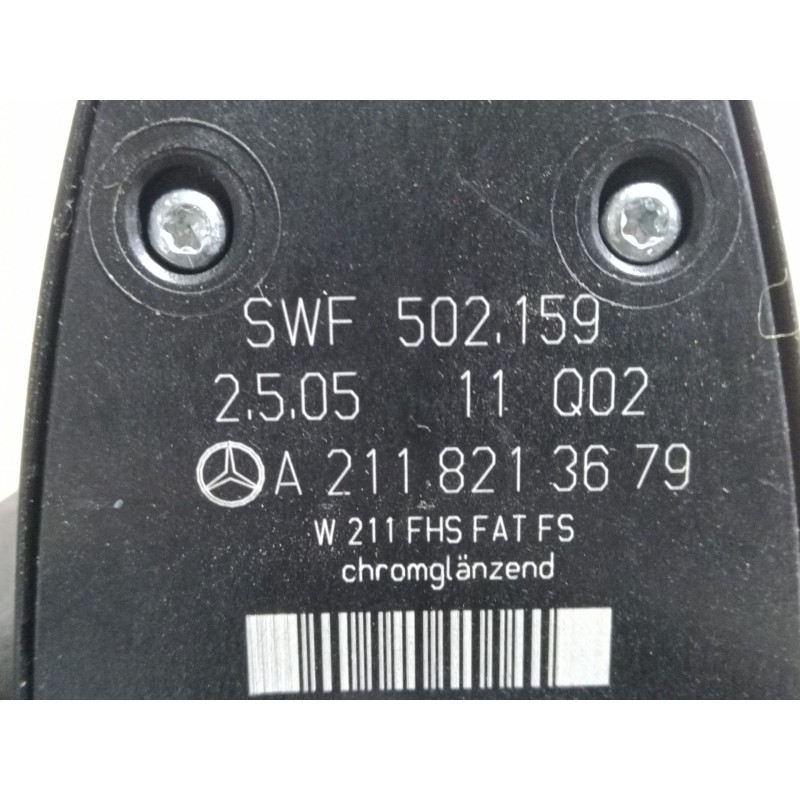 SWF 502.159
2.5.05 11 Q02
A 211 821 36 79
W 211 FHS FAT FS
chromglänzend